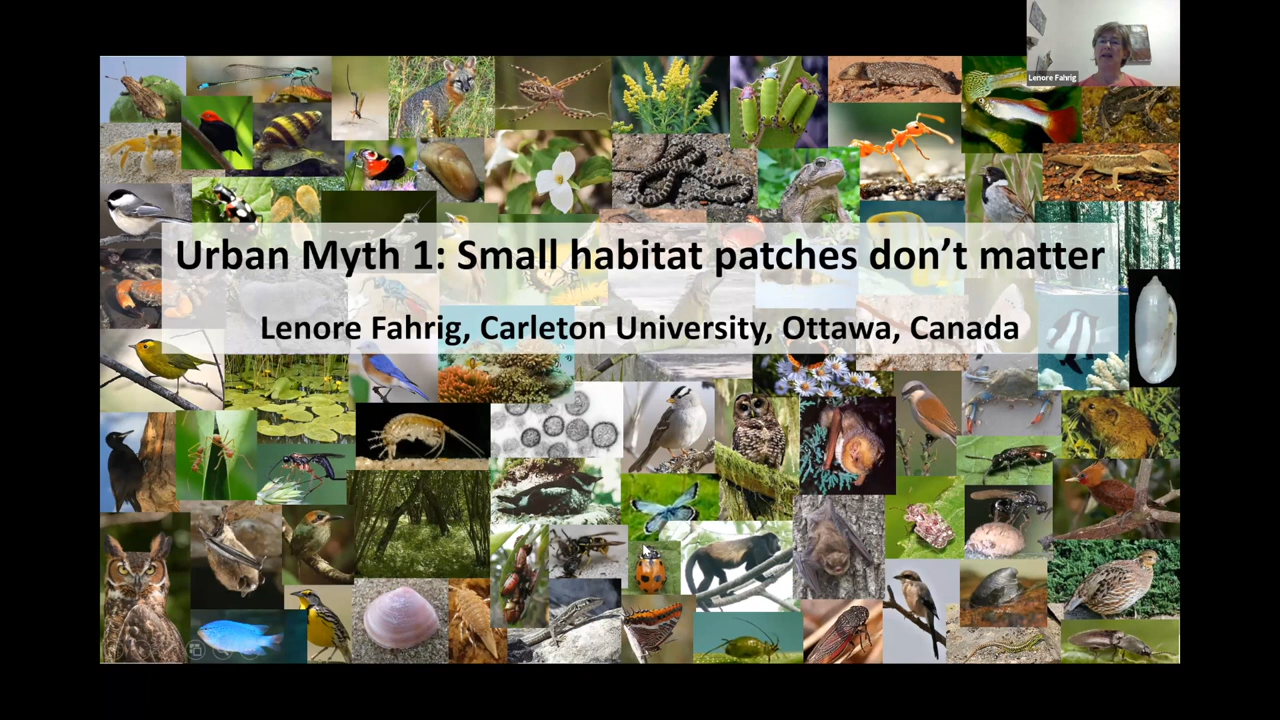 Lenore Fahrig
Urban Myth 1: Small habitat patches don’t matter
Lenore Fahrig, Carleton University, Ottawa, Canada